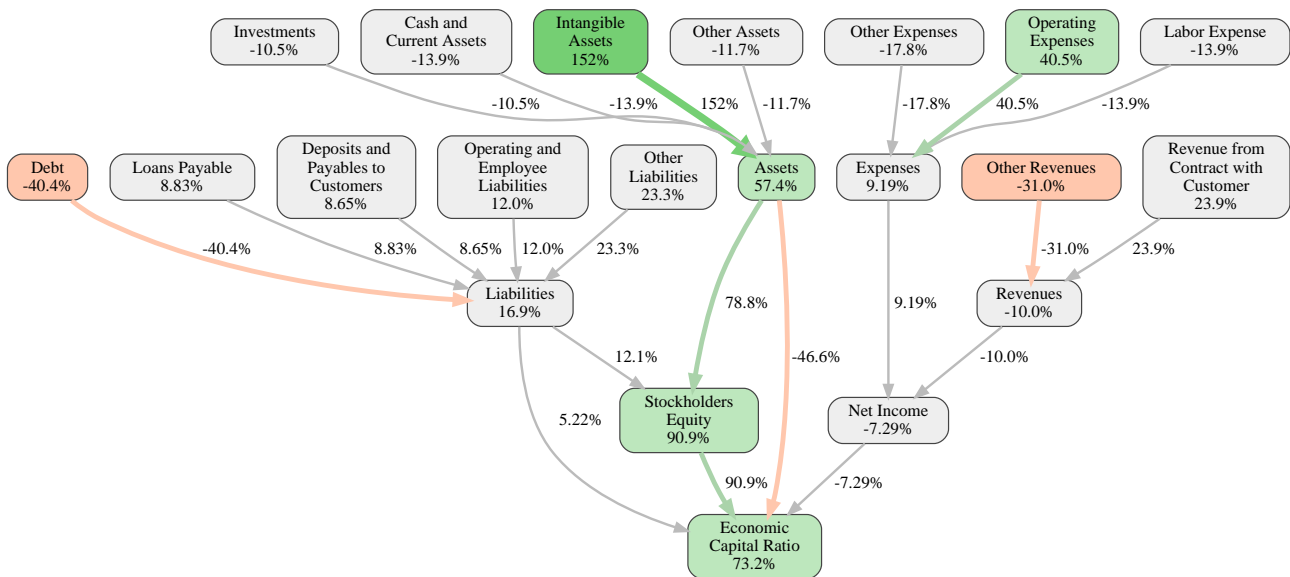 Investments
-10.5%
Cash and
Current Assets
-13.9%
Intangible
Assets
152%
Other Assets
-11.7%
Other Expenses
-17.8%
Operating
Expenses
40.5%
Labor Expense
-13.9%
-10.5%
-13.9%
152%
-11.7%
-17.8%
40.5%
-13.9%
Debt
-40.4%
Loans Payable
8.83%
Deposits and
Payables to
Customers
8.65%
Operating and
Employee
Liabilities
12.0%
Other
Liabilities
23.3%
Assets
57.4%
Expenses
9.19%
Other Revenues
-31.0%
Revenue from
Contract with
Customer
23.9%
-40.4%
8.83%
8.65%
12.0%
23.3%
-31.0%
23.9%
Liabilities
16.9%
78.8%
9.19%
Revenues
-10.0%
12.1%
-46.6%
-10.0%
5.22%
Stockholders
Equity
90.9%
Net Income
-7.29%
90.9%
-7.29%
Economic
Capital Ratio
73.2%